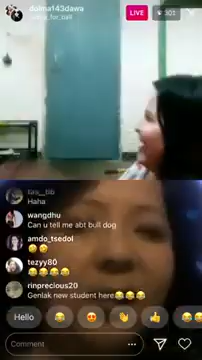 dolma143dawa
LIVE
301
Haha
wangdhu
Can u tell me abt bull dog
amdo_tsedol
tezyy80
rinprecious20
Genlak new student here
Hello
Comment